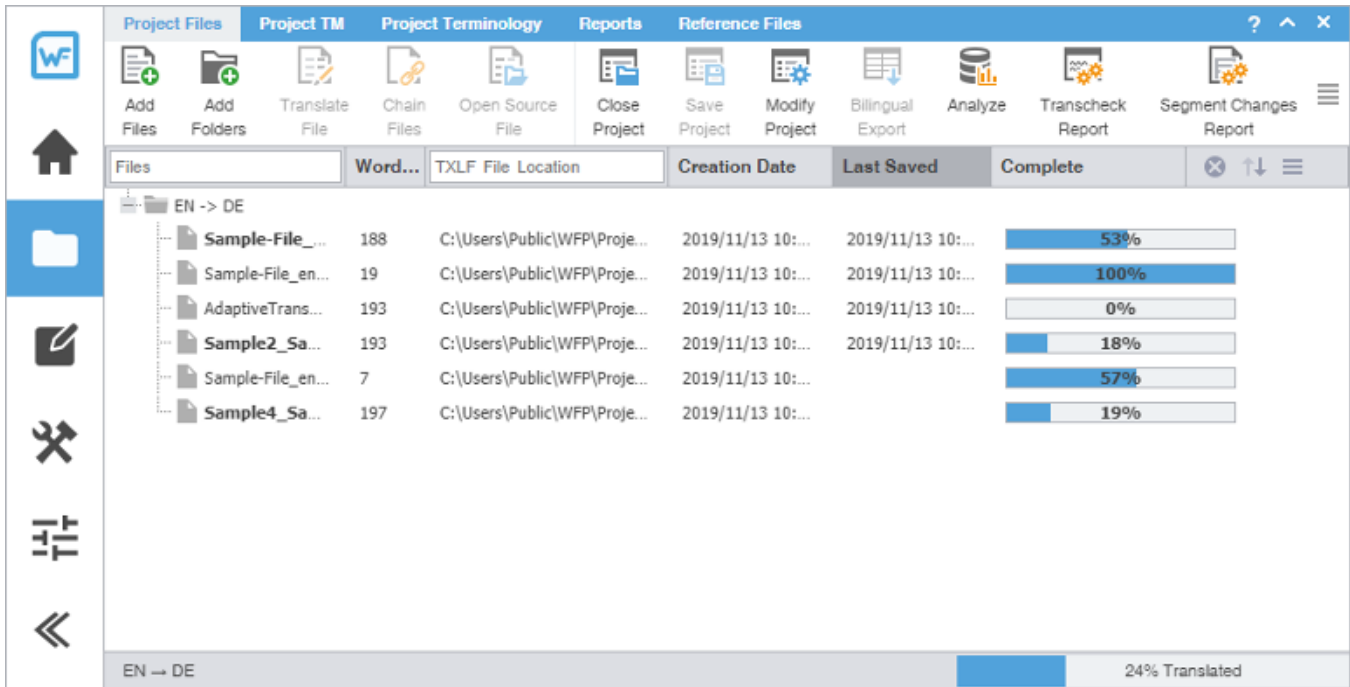 Project Files Project TM Project Terminology Reports Reference Files ? ^ ×
WF
Add Files
Add Folders
Translate File
Chain Files
Open Source File
Close Project
Save Project
Modify Project
Bilingual Export
Analyze
Transcheck Report
Segment Changes Report
Files Word... TXLF File Location Creation Date Last Saved Complete
EN -> DE
Sample-File_... 188 C:\Users\Public\WFP\Proje... 2019/11/13 10:... 2019/11/13 10:... 53%
Sample-File_en... 19 C:\Users\Public\WFP\Proje... 2019/11/13 10:... 2019/11/13 10:... 100%
AdaptiveTrans... 193 C:\Users\Public\WFP\Proje... 2019/11/13 10:... 2019/11/13 10:... 0%
Sample2_Sa... 193 C:\Users\Public\WFP\Proje... 2019/11/13 10:... 2019/11/13 10:... 18%
Sample-File_en... 7 C:\Users\Public\WFP\Proje... 2019/11/13 10:... 57%
Sample4_Sa... 197 C:\Users\Public\WFP\Proje... 2019/11/13 10:... 19%
EN → DE 24% Translated